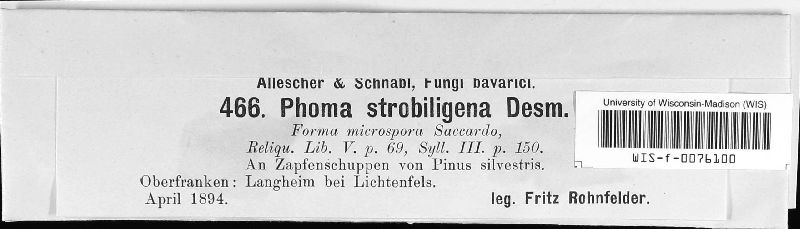 Allescher & Schnabl, Fungi bavarici.
466. Phoma strobiligena Desm.
Forma microspora Saccardo,
Reliqu. Lib. V. p. 69, Syll. III. p. 150.
An Zapfenschuppen von Pinus silvestris.
Oberfranken: Langheim bei Lichtenfels.
April 1894.
leg. Fritz Rohnfelder.
University of Wisconsin-Madison (WIS)
WIS-f-0076100